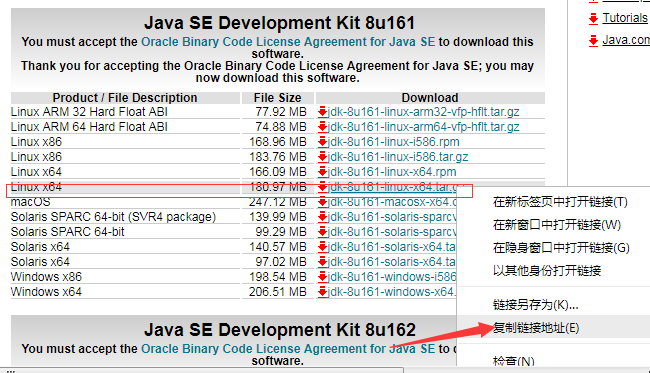 Java SE Development Kit 8u161
You must accept the Oracle Binary Code License Agreement for Java SE to download this
software.
Thank you for accepting the Oracle Binary Code License Agreement for Java SE; you may
now download this software.
Product / File Description File Size Download
Linux ARM 32 Hard Float ABI 77.92 MB jdk-8u161-linux-arm32-vfp-hflt.tar.gz
Linux ARM 64 Hard Float ABI 74.88 MB jdk-8u161-linux-arm64-vfp-hflt.tar.gz
Linux x86 168.96 MB jdk-8u161-linux-i586.rpm
Linux x86 183.76 MB jdk-8u161-linux-i586.tar.gz
Linux x64 166.09 MB jdk-8u161-linux-x64.rpm
Linux x64 180.97 MB jdk-8u161-linux-x64.tar.g
macOS 247.12 MB jdk-8u161-macosx-x64.d
Solaris SPARC 64-bit (SVR4 package) 139.99 MB jdk-8u161-solaris-sparcv
Solaris SPARC 64-bit 99.29 MB jdk-8u161-solaris-sparcv
Solaris x64 140.57 MB jdk-8u161-solaris-x64.ta
Solaris x64 97.02 MB jdk-8u161-solaris-x64.ta
Windows x86 198.54 MB jdk-8u161-windows-i586
Windows x64 206.51 MB jdk-8u161-windows-x64.
Java SE Development Kit 8u162
You must accept the Oracle Binary Code License Agreement for Java SE to do
software.
Tutorials
Java.com
在新标签页中打开链接(T)
在新窗口中打开链接(W)
在隐身窗口中打开链接(G)
以其他身份打开链接
链接另存为(K)...
复制链接地址(E)
检查(N)